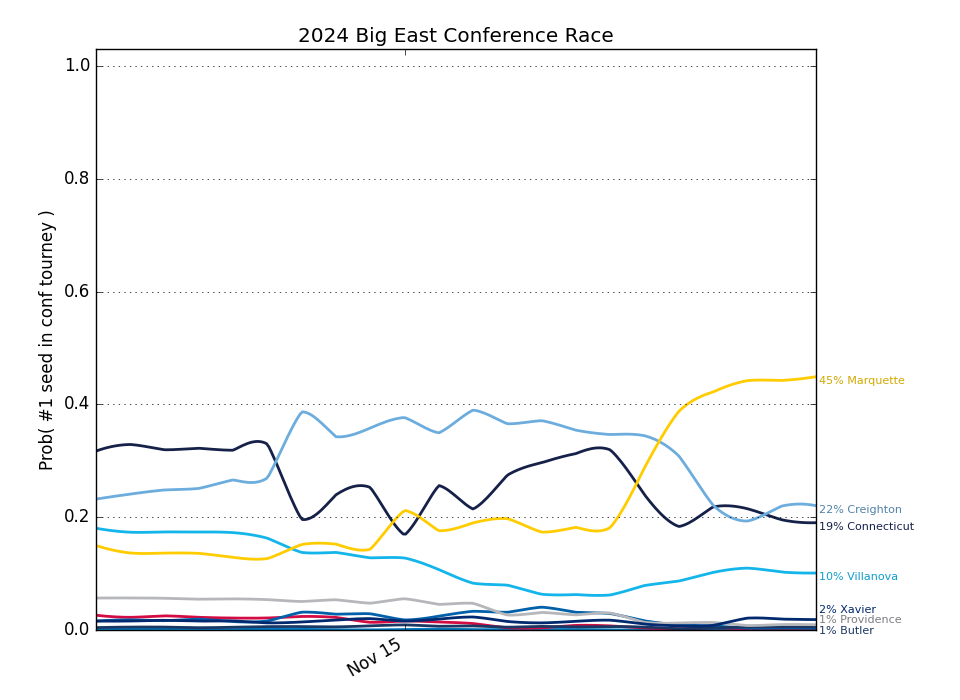 2024 Big East Conference Race
Prob( #1 seed in conf tourney )
1.0
0.8
0.6
0.4
0.2
0.0
Nov 15
45% Marquette
22% Creighton
19% Connecticut
10% Villanova
2% Xavier
1% Providence
1% Butler